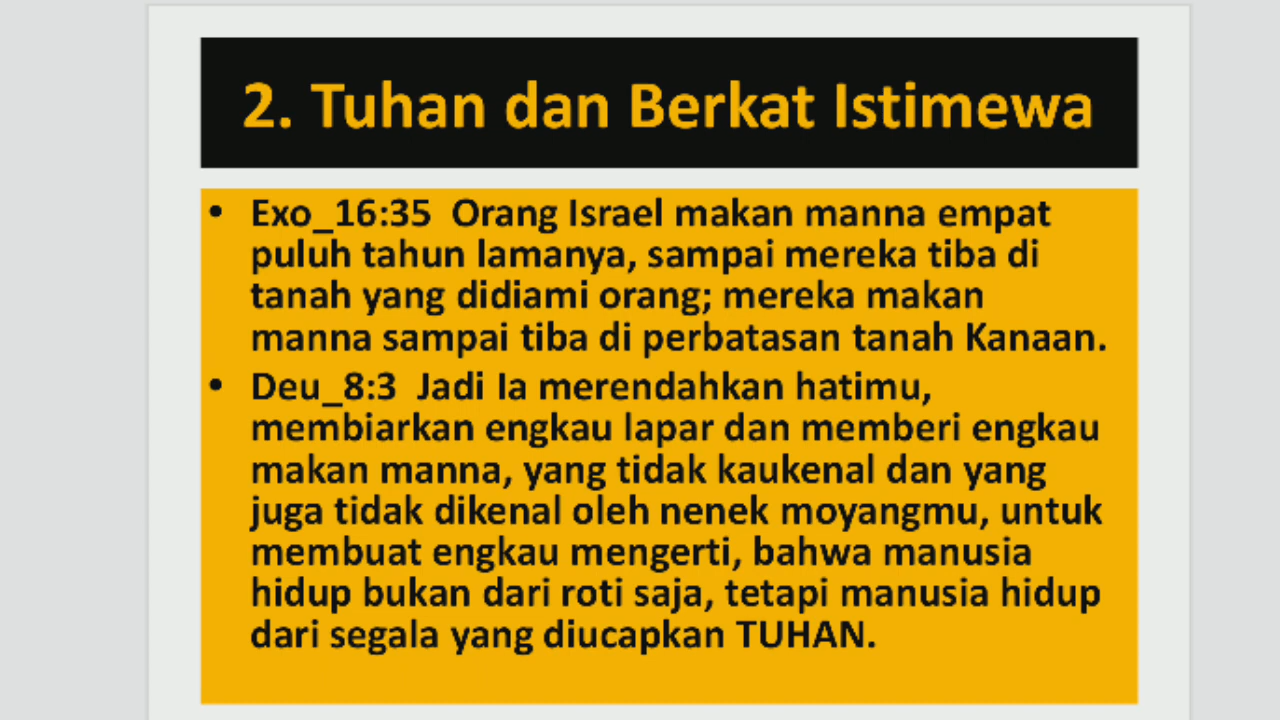 2. Tuhan dan Berkat Istimewa
• Exo_16:35  Orang Israel makan manna empat
puluh tahun lamanya, sampai mereka tiba di
tanah yang didiami orang; mereka makan
manna sampai tiba di perbatasan tanah Kanaan.
• Deu_8:3  Jadi Ia merendahkan hatimu,
membiarkan engkau lapar dan memberi engkau
makan manna, yang tidak kaukenal dan yang
juga tidak dikenal oleh nenek moyangmu, untuk
membuat engkau mengerti, bahwa manusia
hidup bukan dari roti saja, tetapi manusia hidup
dari segala yang diucapkan TUHAN.